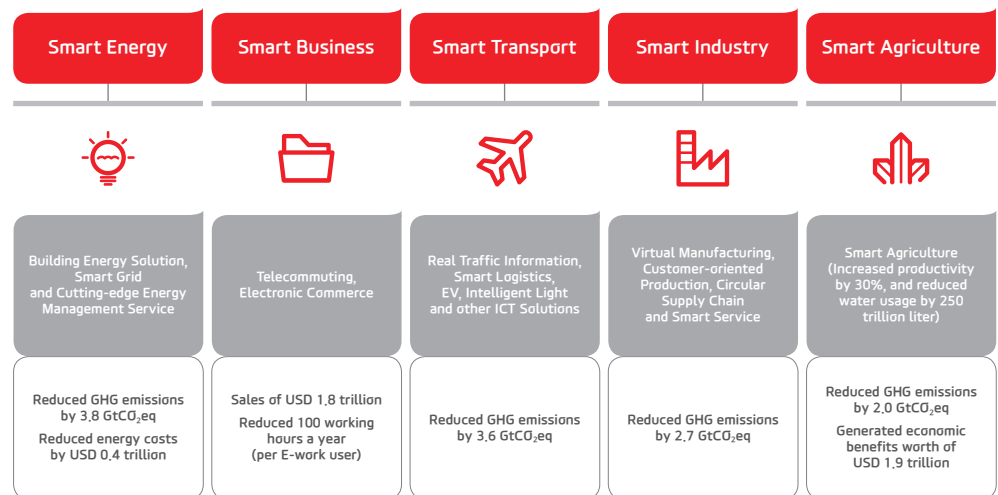 Smart Energy
Smart Business
Smart Transport
Smart Industry
Smart Agriculture
Building Energy Solution,
Smart Grid
and Cutting-edge Energy
Management Service
Telecommuting,
Electronic Commerce
Real Traffic Information,
Smart Logistics,
EV, Intelligent Light
and other ICT Solutions
Virtual Manufacturing,
Customer-oriented
Production, Circular
Supply Chain
and Smart Service
Smart Agriculture
(Increased productivity
by 30%, and reduced
water usage by 250
trillion liter)
Reduced GHG emissions
by 3.8 GtCO₂eq
Reduced energy costs
by USD 0.4 trillion
Sales of USD 1.8 trillion
Reduced 100 working
hours a year
(per E-work user)
Reduced GHG emissions
by 3.6 GtCO₂eq
Reduced GHG emissions
by 2.7 GtCO₂eq
Reduced GHG emissions
by 2.0 GtCO₂eq
Generated economic
benefits worth of
USD 1.9 trillion